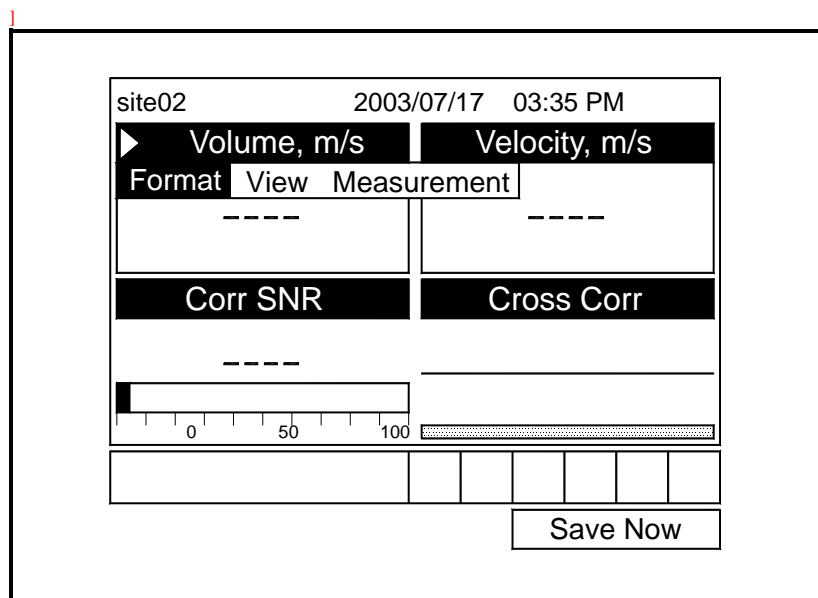 ]
site02 2003/07/17 03:35 PM
Volume, m/s Velocity, m/s
Format View Measurement
---- ----
Corr SNR Cross Corr
----
0 50 100
Save Now